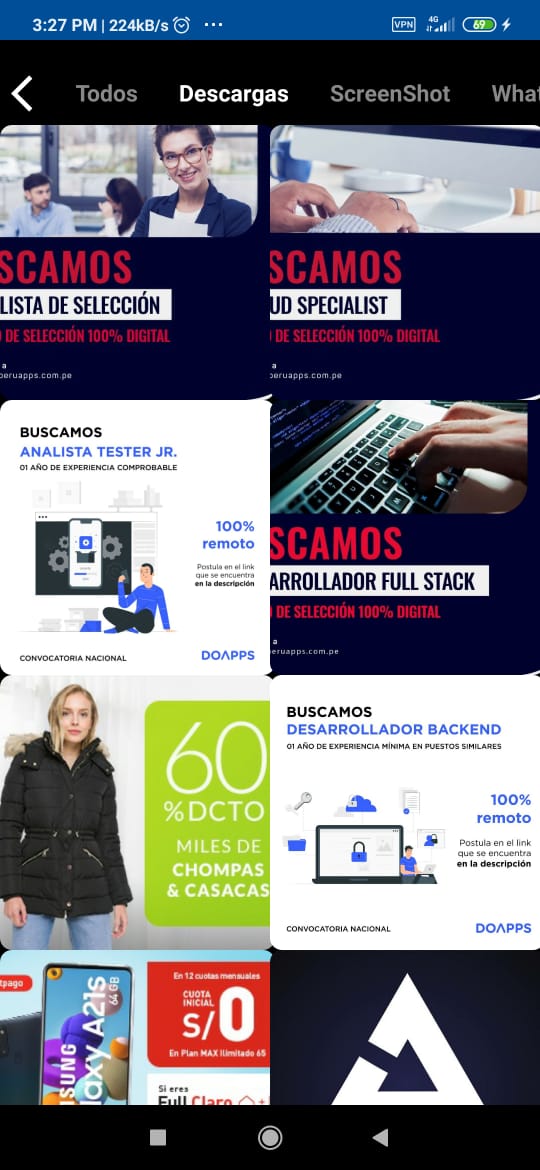 3:27 PM | 224kB/s
VPN
4G
69
Todos
Descargas
ScreenShot
What
SCAMOS
LISTA DE SELECCIÓN
DE SELECCIÓN 100% DIGITAL
a
peruapps.com.pe
SCAMOS
UD SPECIALIST
DE SELECCIÓN 100% DIGITAL
a
peruapps.com.pe
BUSCAMOS
ANALISTA TESTER JR.
01 AÑO DE EXPERIENCIA COMPROBABLE
100%
remoto
Postula en el link
que se encuentra
en la descripción
CONVOCATORIA NACIONAL
DOAPPS
SCAMOS
ARROLLADOR FULL STACK
DE SELECCIÓN 100% DIGITAL
a
eruapps.com.pe
60
%DCTO
MILES DE
CHOMPAS
& CASACAS
BUSCAMOS
DESARROLLADOR BACKEND
01 AÑO DE EXPERIENCIA MÍNIMA EN PUESTOS SIMILARES
100%
remoto
Postula en el link
que se encuentra
en la descripción
CONVOCATORIA NACIONAL
DOAPPS
tpago
SUNG
axy A21s
64 GB
En 12 cuotas mensuales
CUOTA
INICIAL
S/0
En Plan MAX Ilimitado 65
Si eres
Full Claro